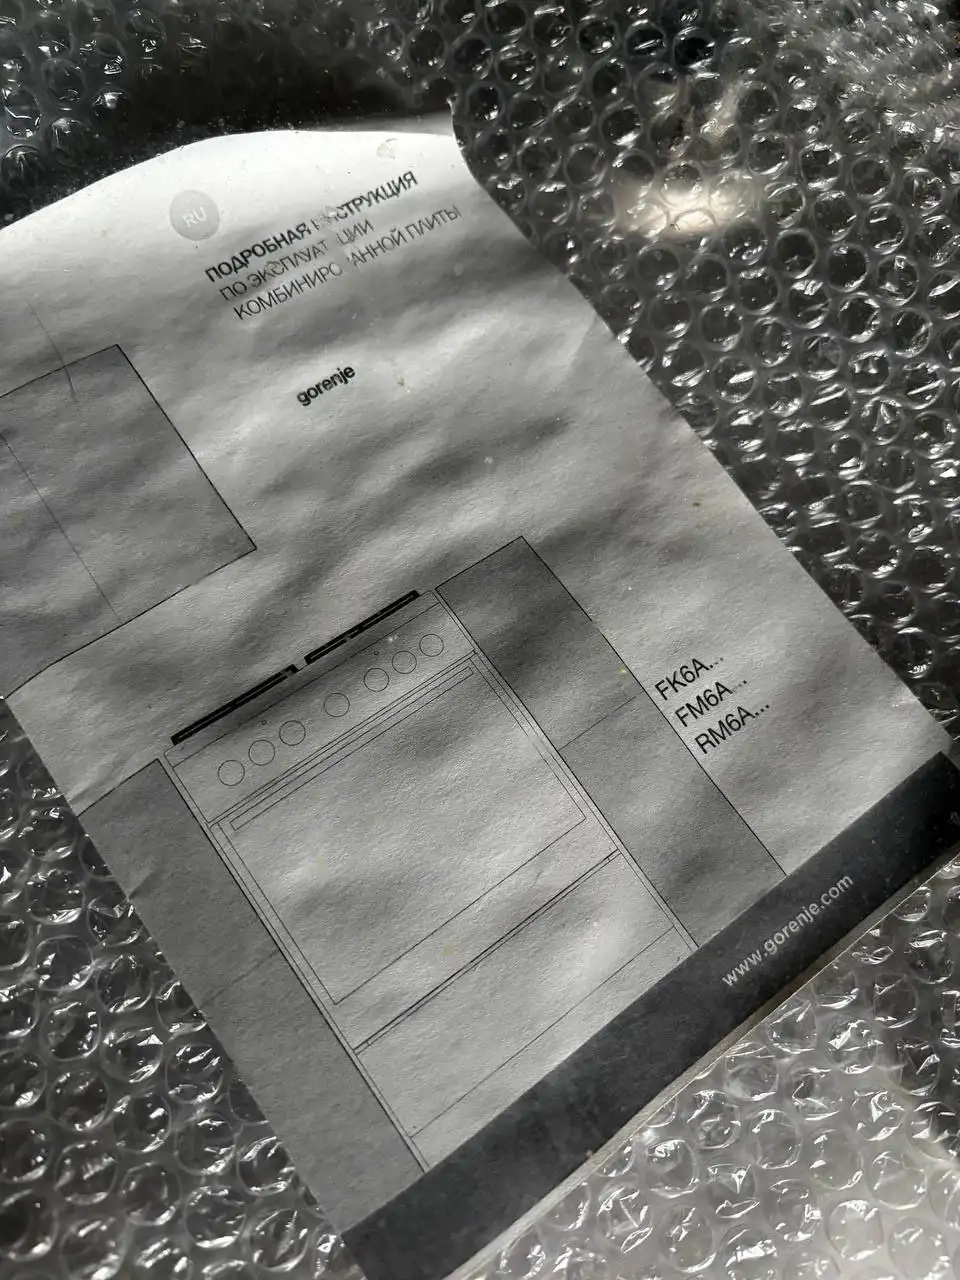 RU
ПОДРОБНАЯ ИНСТРУКЦИЯ
ПО ЭКСПЛУАТАЦИИ
КОМБИНИРОВАННОЙ ПЛИТЫ
gorenje
FK6A...
FM6A...
RM6A...
www.gorenje.com